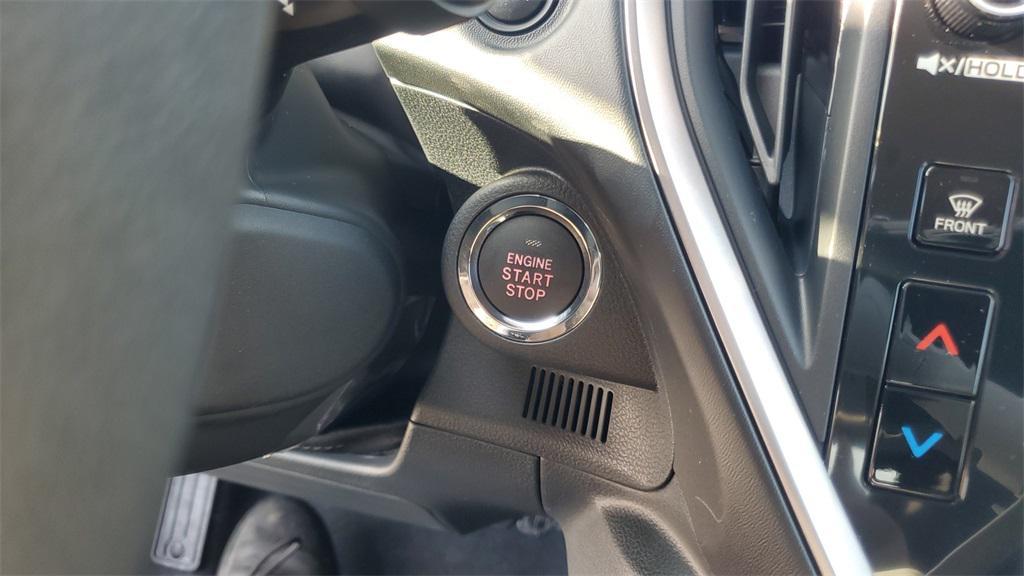 ENGINE
START
STOP
/HOLD
FRONT